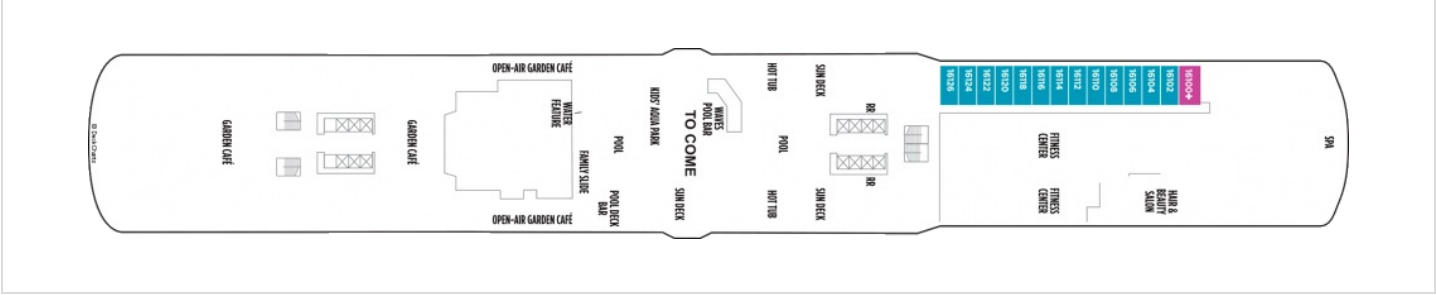 © DeckChartz
GARDEN CAFÉ
GARDEN CAFÉ
OPEN-AIR GARDEN CAFÉ
WATER
FEATURE
FAMILY SLIDE
OPEN-AIR GARDEN CAFÉ
POOL
POOL DECK
BAR
KIDS' AQUA PARK
SUN DECK
TO COME
WAVES
POOL BAR
HOT TUB
POOL
HOT TUB
SUN DECK
SUN DECK
RR
RR
16126
16124
16122
16120
16118
16116
16114
16112
16110
16108
16106
16104
16102
16100+
FITNESS
CENTER
FITNESS
CENTER
HAIR &
BEAUTY
SALON
SPA